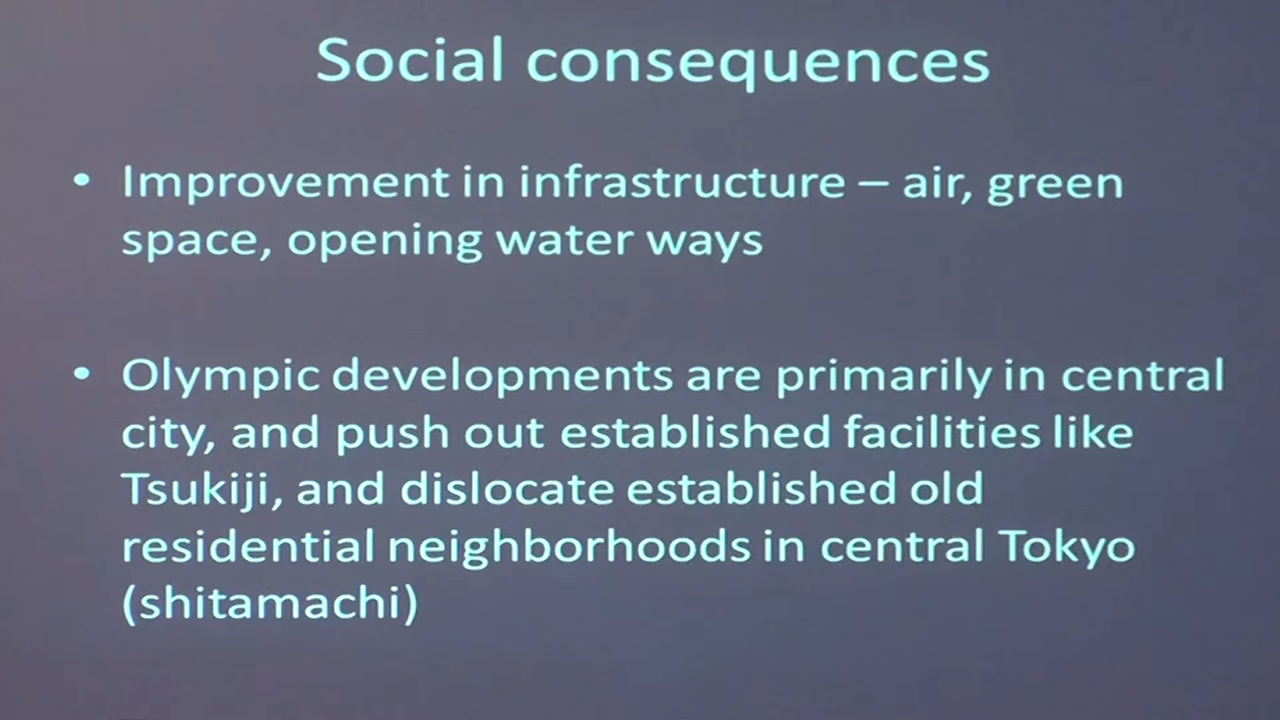 Social consequences
• Improvement in infrastructure – air, green
space, opening water ways
• Olympic developments are primarily in central
city, and push out established facilities like
Tsukiji, and dislocate established old
residential neighborhoods in central Tokyo
(shitamachi)